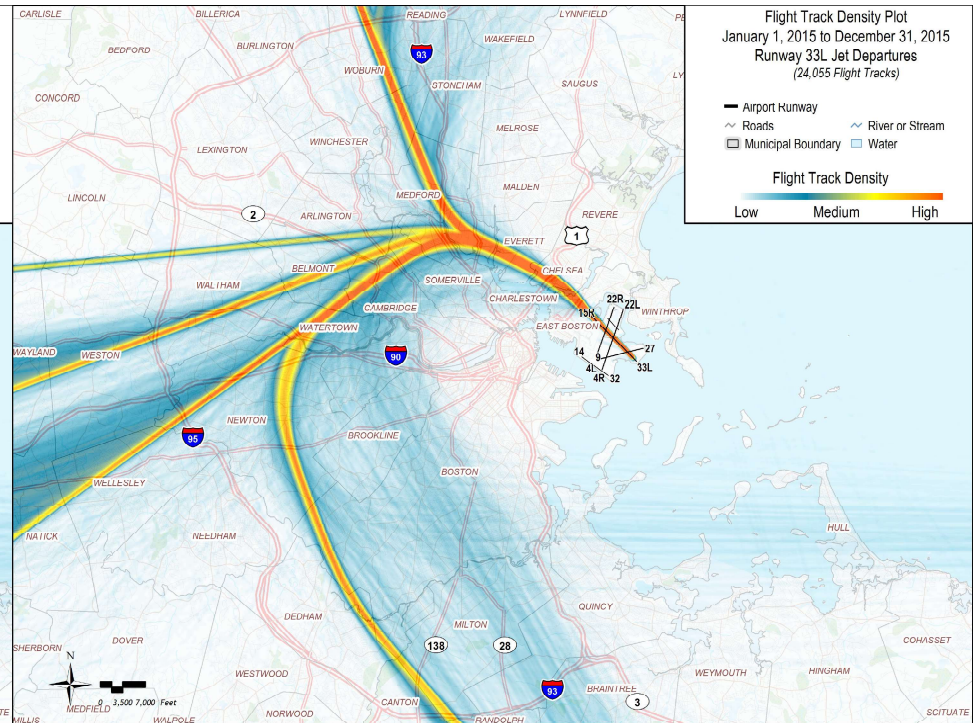 Flight Track Density Plot
January 1, 2015 to December 31, 2015
Runway 33L Jet Departures
(24,055 Flight Tracks)
Airport Runway
Roads
River or Stream
Municipal Boundary
Water
Flight Track Density
Low
Medium
High
CARLISLE
BILLERICA
READING
LYNNFIELD
BURLINGTON
WAKEFIELD
BEDFORD
93
WOBURN
STONEHAM
SAUGUS
CONCORD
MELROSE
WINCHESTER
LEXINGTON
MALDEN
LINCOLN
MEDFORD
2
ARLINGTON
REVERE
1
EVERETT
BELMONT
CHELSEA
WALTHAM
SOMERVILLE
CHARLESTOWN
22R
22L
CAMBRIDGE
15R
WINTHROP
WATERTOWN
EAST BOSTON
WAYLAND
WESTON
90
14
9
27
33L
4L
4R
32
NEWTON
95
BROOKLINE
BOSTON
WELLESLEY
NATICK
NEEDHAM
HULL
DEDHAM
QUINCY
MILTON
SHERBORN
DOVER
138
28
COHASSET
N
WESTWOOD
WEYMOUTH
HINGHAM
93
BRAINTREE
3
CANTON
0 3,500 7,000 Feet
MEDFIELD
NORWOOD
SCITUATE
MILLIS
WALPOLE
RANDOLPH